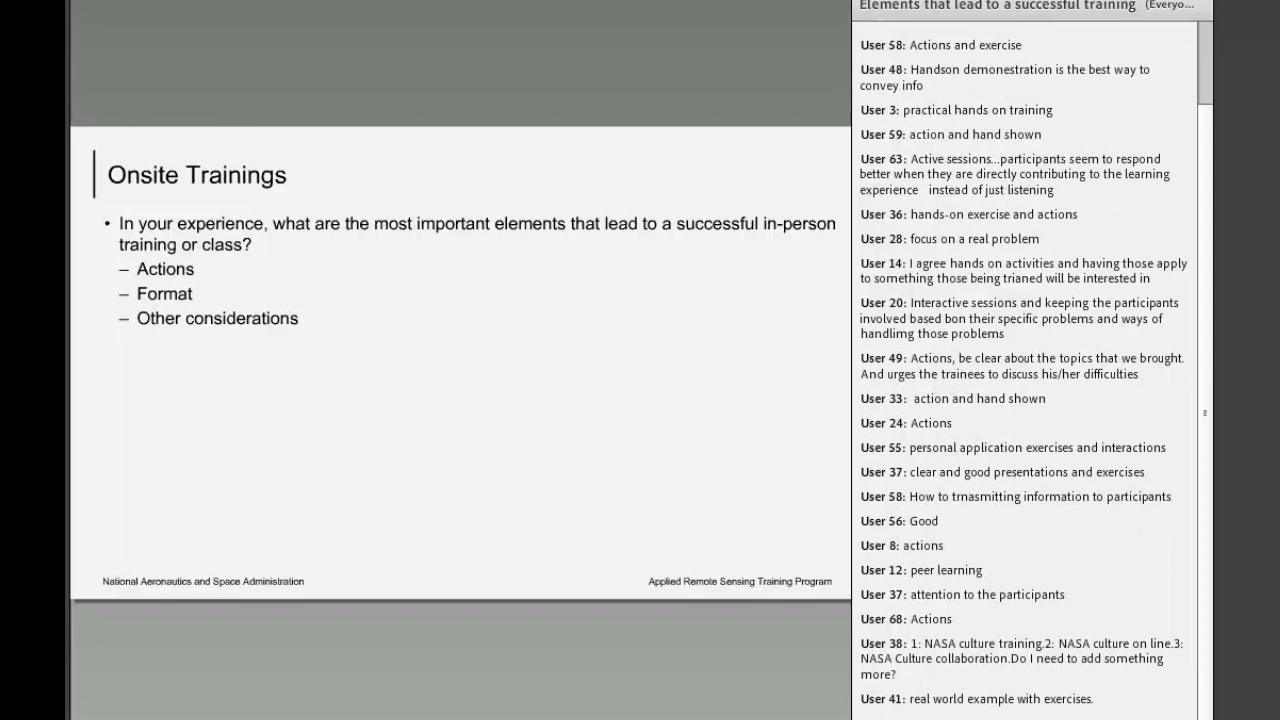 Elements that lead to a successful training (Everyo...
Onsite Trainings
• In your experience, what are the most important elements that lead to a successful in-person
training or class?
– Actions
– Format
– Other considerations
National Aeronautics and Space Administration
Applied Remote Sensing Training Program
User 58: Actions and exercise
User 48: Handson demonestration is the best way to
convey info
User 3: practical hands on training
User 59: action and hand shown
User 63: Active sessions...participants seem to respond
better when they are directly contributing to the learning
experience instead of just listening
User 36: hands-on exercise and actions
User 28: focus on a real problem
User 14: I agree hands on activities and having those apply
to something those being trianed will be interested in
User 20: Interactive sessions and keeping the participants
involved based bon their specific problems and ways of
handlimg those problems
User 49: Actions, be clear about the topics that we brought.
And urges the trainees to discuss his/her difficulties
User 33: action and hand shown
User 24: Actions
User 55: personal application exercises and interactions
User 37: clear and good presentations and exercises
User 58: How to trnasmitting information to participants
User 56: Good
User 8: actions
User 12: peer learning
User 37: attention to the participants
User 68: Actions
User 38: 1: NASA culture training.2: NASA culture on line.3:
NASA Culture collaboration.Do I need to add something
more?
User 41: real world example with exercises.